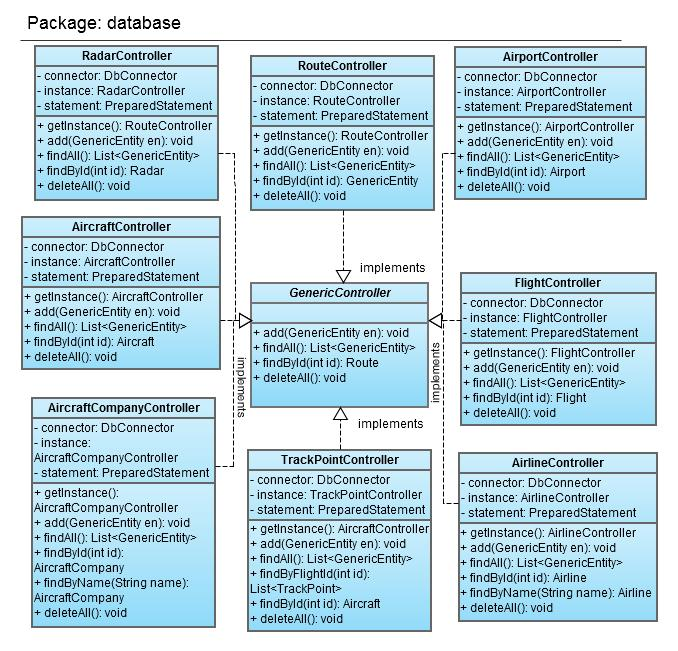 Package: database
RadarController
- connector: DbConnector
- instance: RadarController
- statement: PreparedStatement
+ getInstance(): RouteController
+ add(GenericEntity en): void
+ findAll(): List<GenericEntity>
+ findById(int id): Radar
+ deleteAll(): void
RouteController
- connector: DbConnector
- instance: RouteController
- statement: PreparedStatement
+ getInstance(): RouteController
+ add(GenericEntity en): void
+ findAll(): List<GenericEntity>
+ findById(int id): GenericEntity
+ deleteAll(): void
AirportController
- connector: DbConnector
- instance: AirportController
- statement: PreparedStatement
+ getInstance(): AirportController
+ add(GenericEntity en): void
+ findAll(): List<GenericEntity>
+ findById(int id): Airport
+ deleteAll(): void
AircraftController
- connector: DbConnector
- instance: AircraftController
- statement: PreparedStatement
+ getInstance(): AircraftController
+ add(GenericEntity en): void
+ findAll(): List<GenericEntity>
+ findById(int id): Aircraft
+ deleteAll(): void
implements
GenericController
+ add(GenericEntity en): void
+ findAll(): List<GenericEntity>
+ findById(int id): Route
+ deleteAll(): void
implements
implements
implements
FlightController
- connector: DbConnector
- instance: FlightController
- statement: PreparedStatement
+ getInstance(): FlightController
+ add(GenericEntity en): void
+ findAll(): List<GenericEntity>
+ findById(int id): Flight
+ deleteAll(): void
AircraftCompanyController
- connector: DbConnector
- instance:
AircraftCompanyController
- statement: PreparedStatement
+ getInstance():
AircraftCompanyController
+ add(GenericEntity en): void
+ findAll(): List<GenericEntity>
+ findById(int id):
AircraftCompany
+ findByName(String name):
AircraftCompany
+ deleteAll(): void
TrackPointController
- connector: DbConnector
- instance: TrackPointController
- statement: PreparedStatement
+ getInstance(): AircraftController
+ add(GenericEntity en): void
+ findAll(): List<GenericEntity>
+ findByFlightId(int id):
List<TrackPoint>
+ findById(int id): Aircraft
+ deleteAll(): void
AirlineController
- connector: DbConnector
- instance: AirlineController
- statement: PreparedStatement
+ getInstance(): AirlineController
+ add(GenericEntity en): void
+ findAll(): List<GenericEntity>
+ findById(int id): Airline
+ findByName(String name): Airline
+ deleteAll(): void